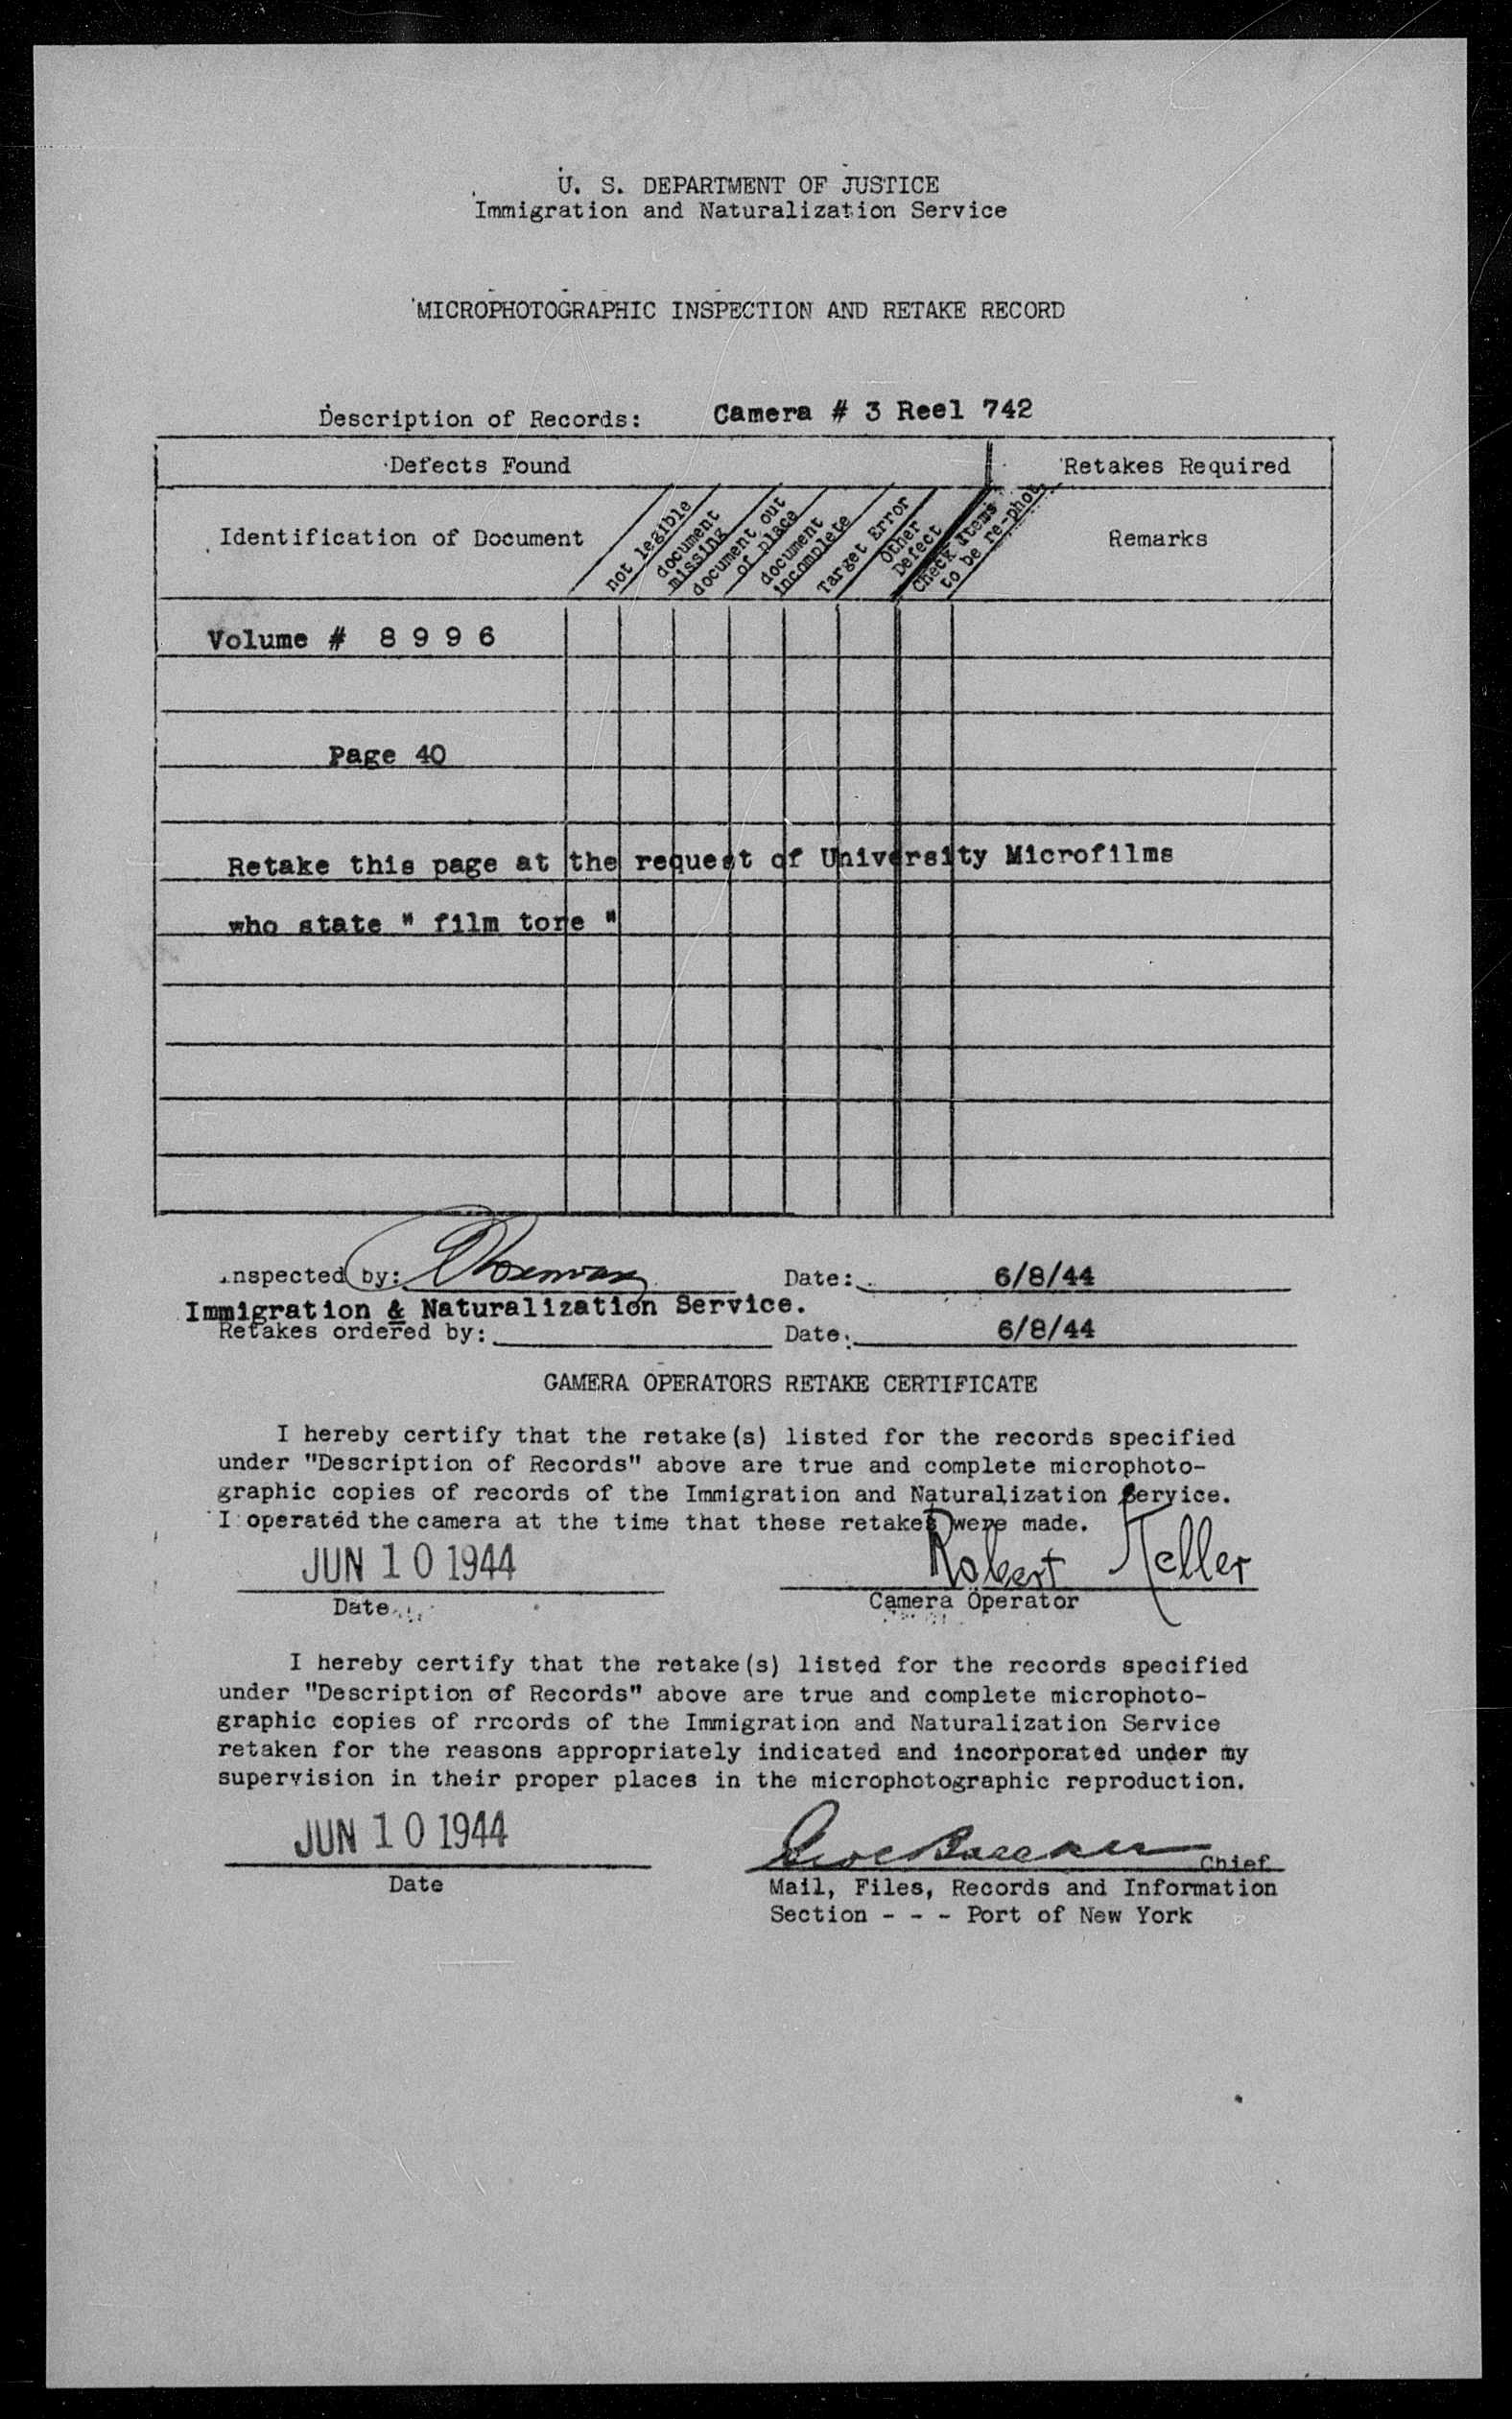 U. S. DEPARTMENT OF JUSTICE
Immigration and Naturalization Service
MICROPHOTOGRAPHIC INSPECTION AND RETAKE RECORD
Description of Records: Camera # 3 Reel 742
Defects Found Retakes Required
Identification of Document
not legible
document
missing
document out
of place
document
incomplete
Target Error
Other
Defect
Check items
to be re-phot.
Remarks
Volume # 8 9 9 6
Page 40
Retake this page at the request of University Microfilms
who state " film tore "
Inspected by: Date: 6/8/44
Immigration & Naturalization Service.
Retakes ordered by: Date: 6/8/44
CAMERA OPERATORS RETAKE CERTIFICATE
I hereby certify that the retake(s) listed for the records specified
under "Description of Records" above are true and complete microphoto-
graphic copies of records of the Immigration and Naturalization Service.
I operated the camera at the time that these retakes were made.
JUN 10 1944 Robert Keller
Date Camera Operator
I hereby certify that the retake(s) listed for the records specified
under "Description of Records" above are true and complete microphoto-
graphic copies of rrcords of the Immigration and Naturalization Service
retaken for the reasons appropriately indicated and incorporated under my
supervision in their proper places in the microphotographic reproduction.
JUN 10 1944
Chief
Date Mail, Files, Records and Information
Section - - - Port of New York